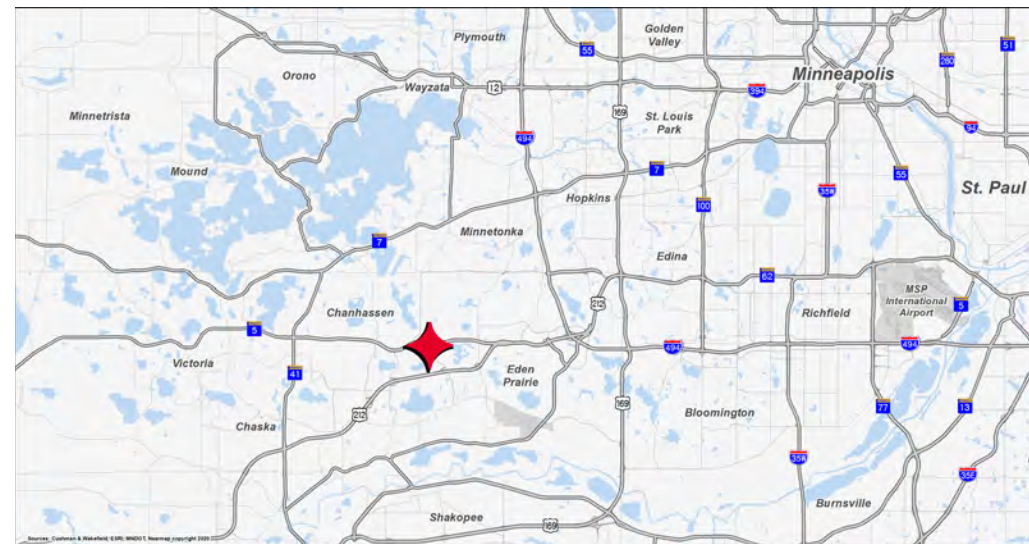 Plymouth
Golden
Valley
55
51
280
Minneapolis
Orono
Wayzata
12
394
Minnetrista
169
St. Louis
Park
494
94
Mound
7
55
St. Paul
35W
Hopkins
100
7
Minnetonka
Edina
62
MSP
International
Airport
212
5
Chanhassen
Richfield
5
494
494
Victoria
41
Eden
Prairie
169
77
13
212
Bloomington
Chaska
35W
35E
Burnsville
Shakopee
169
Sources: Cushman & Wakefield, ESRI, MNDOT, Nearmap copyright 2020